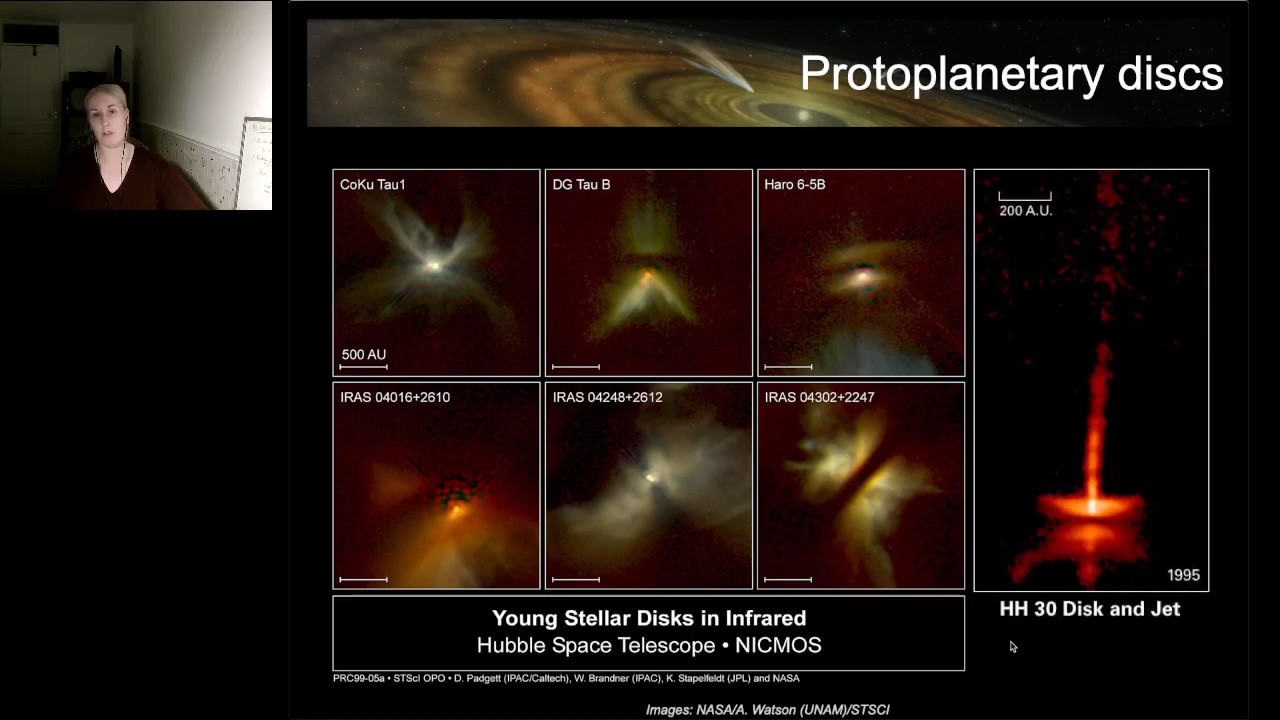 Protoplanetary discs
CoKu Tau1
DG Tau B
Haro 6-5B
500 AU
IRAS 04016+2610
IRAS 04248+2612
IRAS 04302+2247
200 A.U.
1995
HH 30 Disk and Jet
Young Stellar Disks in Infrared
Hubble Space Telescope • NICMOS
PRC99-05a • STScI OPO • D. Padgett (IPAC/Caltech), W. Brandner (IPAC), K. Stapelfeldt (JPL) and NASA
Images: NASA/A. Watson (UNAM)/STSCI